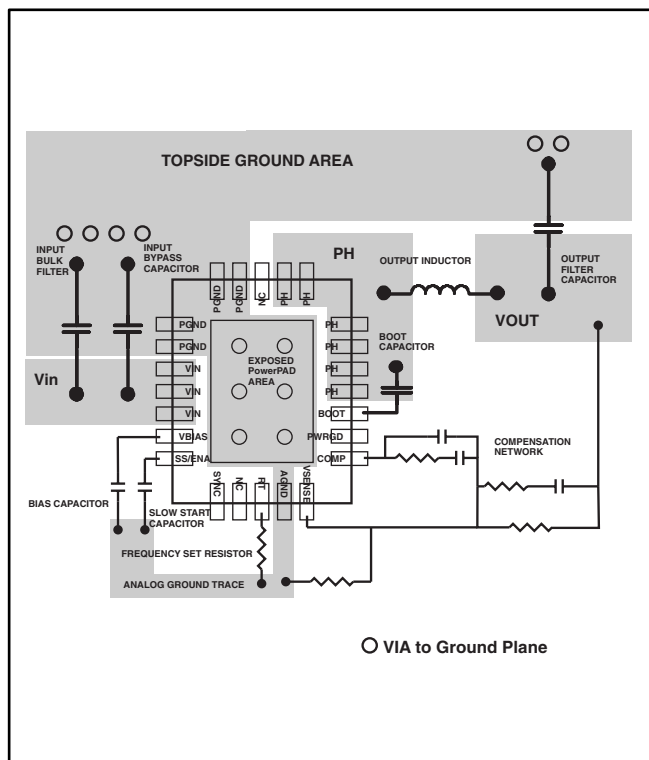 TOPSIDE GROUND AREA
INPUT
BULK
FILTER
INPUT
BYPASS
CAPACITOR
PH
OUTPUT INDUCTOR
OUTPUT
FILTER
CAPACITOR
VOUT
PGND
PGND
NC
PH
PH
PGND
PGND
VIN
VIN
VIN
VBIAS
SS/ENA
Vin
EXPOSED
PowerPAD
AREA
PH
PH
PH
PH
BOOT
PWRGD
COMP
BOOT
CAPACITOR
COMPENSATION
NETWORK
SYNC
NC
RT
AGND
VSENSE
BIAS CAPACITOR
SLOW START
CAPACITOR
FREQUENCY SET RESISTOR
ANALOG GROUND TRACE
VIA to Ground Plane